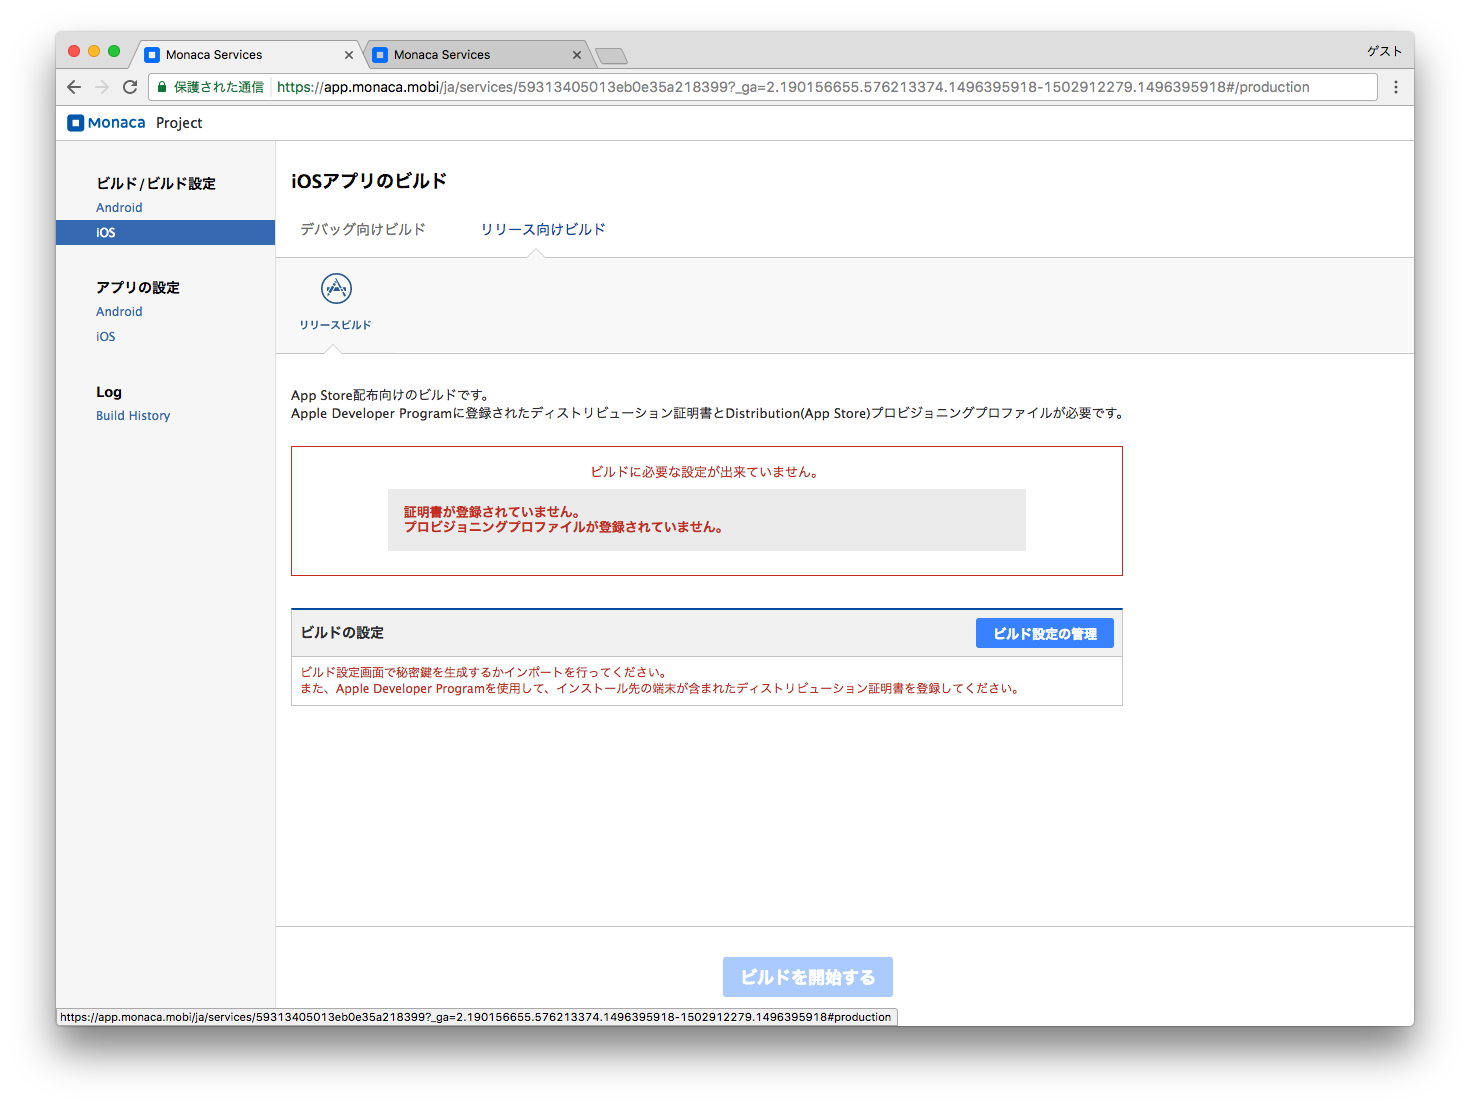 Monaca Services
Monaca Services
ゲスト
保護された通信
https://app.monaca.mobi/ja/services/59313405013eb0e35a218399?_ga=2.190156655.576213374.1496395918-1502912279.1496395918#/production
Monaca Project
ビルド/ビルド設定
Android
iOS
アプリの設定
Android
iOS
Log
Build History
iOSアプリのビルド
デバッグ向けビルド
リリース向けビルド
リリースビルド
App Store配布向けのビルドです。
Apple Developer Programに登録されたディストリビューション証明書とDistribution(App Store)プロビジョニングプロファイルが必要です。
ビルドに必要な設定が出来ていません。
証明書が登録されていません。
プロビジョニングプロファイルが登録されていません。
ビルドの設定
ビルド設定の管理
ビルド設定画面で秘密鍵を生成するかインポートを行ってください。
また、Apple Developer Programを使用して、インストール先の端末が含まれたディストリビューション証明書を登録してください。
ビルドを開始する
https://app.monaca.mobi/ja/services/59313405013eb0e35a218399?_ga=2.190156655.576213374.1496395918-1502912279.1496395918#production